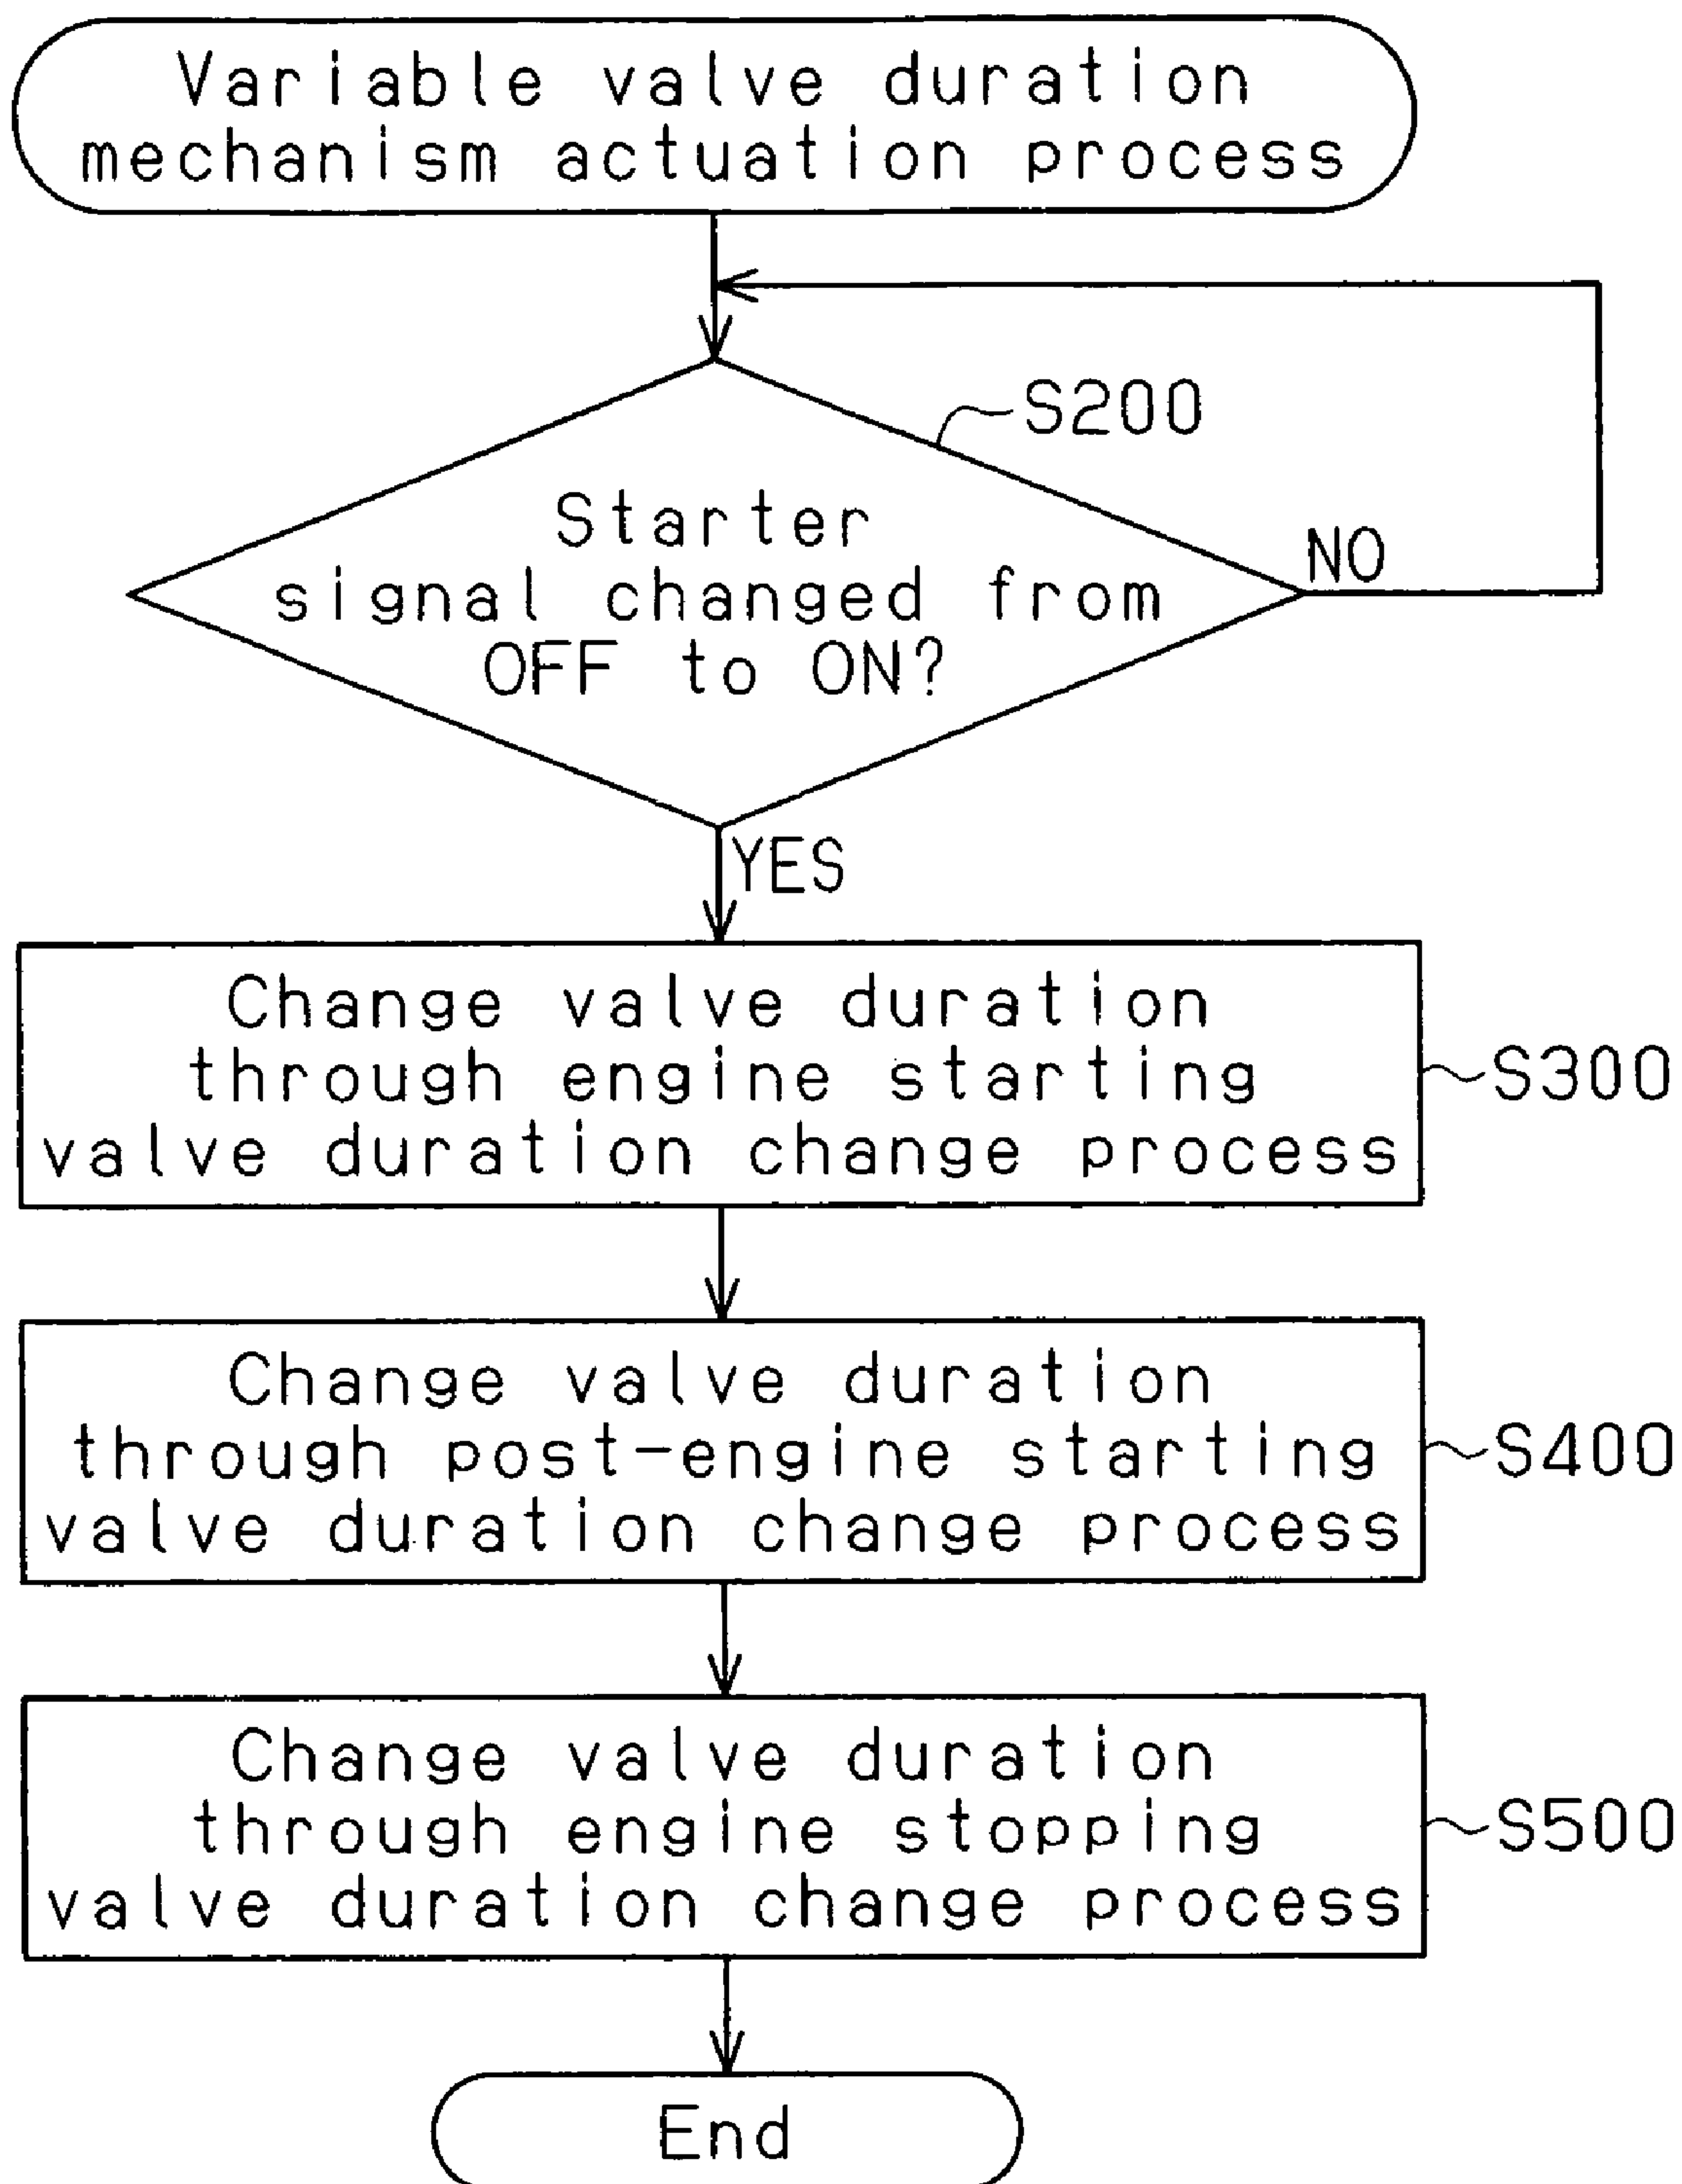 Variable valve duration
mechanism actuation process
S200
Starter
signal changed from
OFF to ON?
NO
YES
Change valve duration
through engine starting
valve duration change process
S300
Change valve duration
through post-engine starting
valve duration change process
S400
Change valve duration
through engine stopping
valve duration change process
S500
End